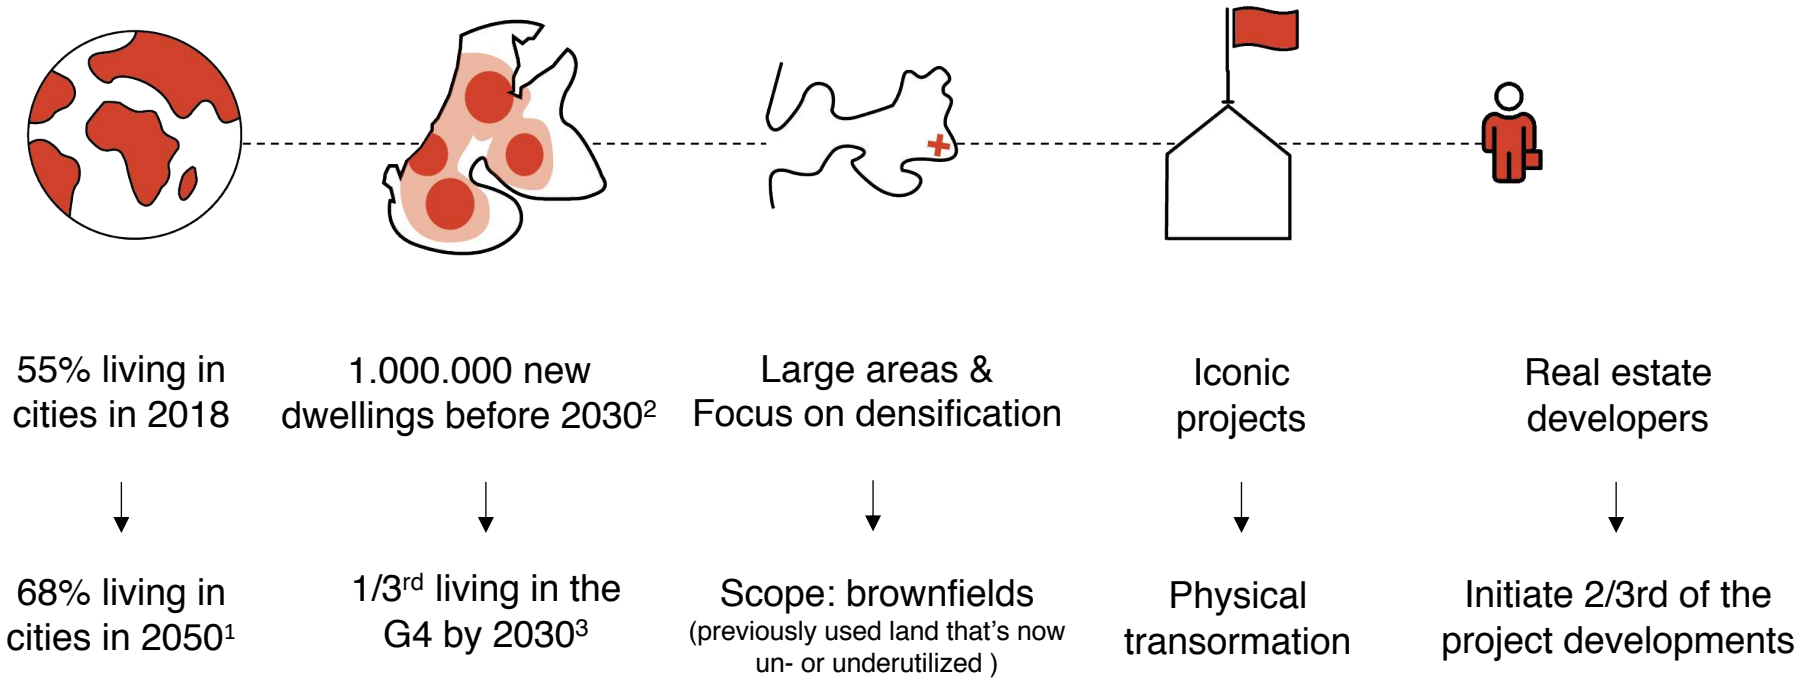 55% living in
cities in 2018
1.000.000 new
dwellings before 2030²
Large areas &
Focus on densification
Iconic
projects
Real estate
developers
68% living in
cities in 2050¹
1/3ʳᵈ living in the
G4 by 2030³
Scope: brownfields
(previously used land that’s now
un- or underutilized )
Physical
transormation
Initiate 2/3rd of the
project developments